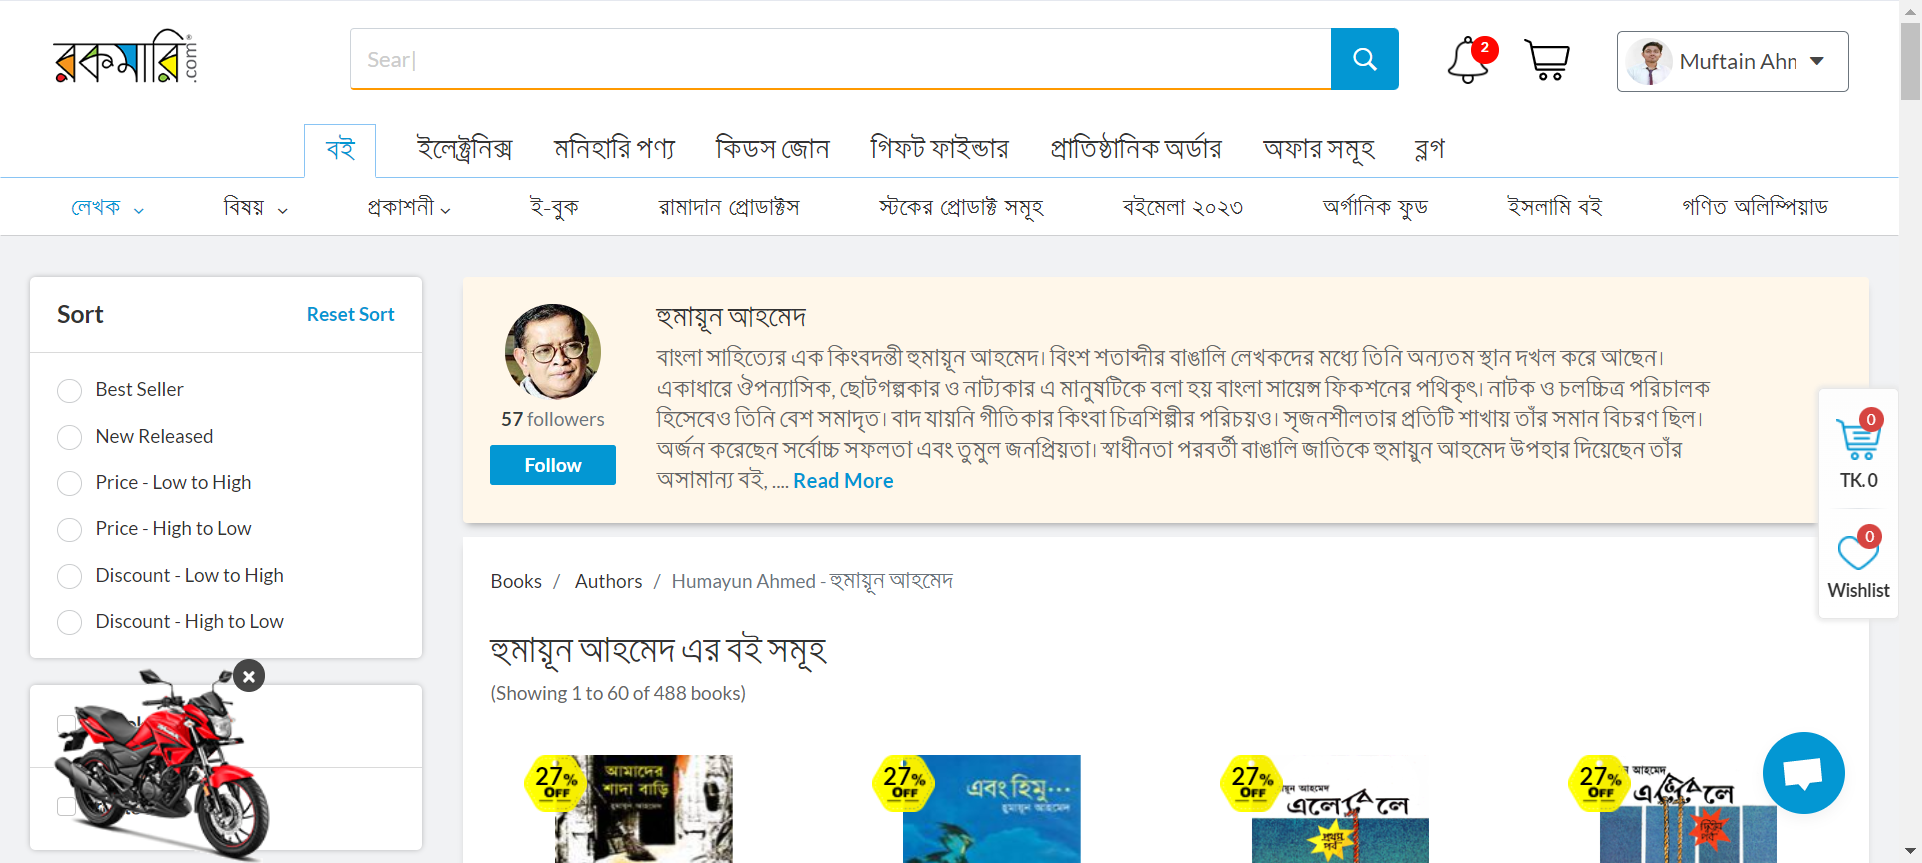 রকমারি.com
Sear
2
Muftain Ahn
বই
ইলেক্ট্রনিক্স
মনিহারি পণ্য
কিডস জোন
গিফট ফাইন্ডার
প্রাতিষ্ঠানিক অর্ডার
অফার সমূহ
ব্লগ
লেখক
বিষয়
প্রকাশনী
ই-বুক
রামাদান প্রোডাক্টস
স্টকের প্রোডাক্ট সমূহ
বইমেলা ২০২৩
অর্গানিক ফুড
ইসলামি বই
গণিত অলিম্পিয়াড
Sort
Reset Sort
Best Seller
New Released
Price - Low to High
Price - High to Low
Discount - Low to High
Discount - High to Low
57 followers
Follow
হুমায়ূন আহমেদ
বাংলা সাহিত্যের এক কিংবদন্তী হুমায়ূন আহমেদ। বিংশ শতাব্দীর বাঙালি লেখকদের মধ্যে তিনি অন্যতম স্থান দখল করে আছেন।
একাধারে ঔপন্যাসিক, ছোটগল্পকার ও নাট্যকার এ মানুষটিকে বলা হয় বাংলা সায়েন্স ফিকশনের পথিকৃৎ। নাটক ও চলচ্চিত্র পরিচালক
হিসেবেও তিনি বেশ সমাদৃত। বাদ যায়নি গীতিকার কিংবা চিত্রশিল্পীর পরিচয়ও। সৃজনশীলতার প্রতিটি শাখায় তাঁর সমান বিচরণ ছিল।
অর্জন করেছেন সর্বোচ্চ সফলতা এবং তুমুল জনপ্রিয়তা। স্বাধীনতা পরবর্তী বাঙালি জাতিকে হুমায়ুন আহমেদ উপহার দিয়েছেন তাঁর
অসামান্য বই, .... Read More
0
TK. 0
0
Wishlist
Books / Authors / Humayun Ahmed - হুমায়ূন আহমেদ
হুমায়ূন আহমেদ এর বই সমূহ
(Showing 1 to 60 of 488 books)
27% OFF
আমাদের
শাদা বাড়ি
হুমায়ূন আহমেদ
27% OFF
এবং হিমু...
হুমায়ূন আহমেদ
27% OFF
আহমেদ
এলেবেলে
প্রথম
পর্ব
27% OFF
আহমেদ
এলেবেলে
পর্ব